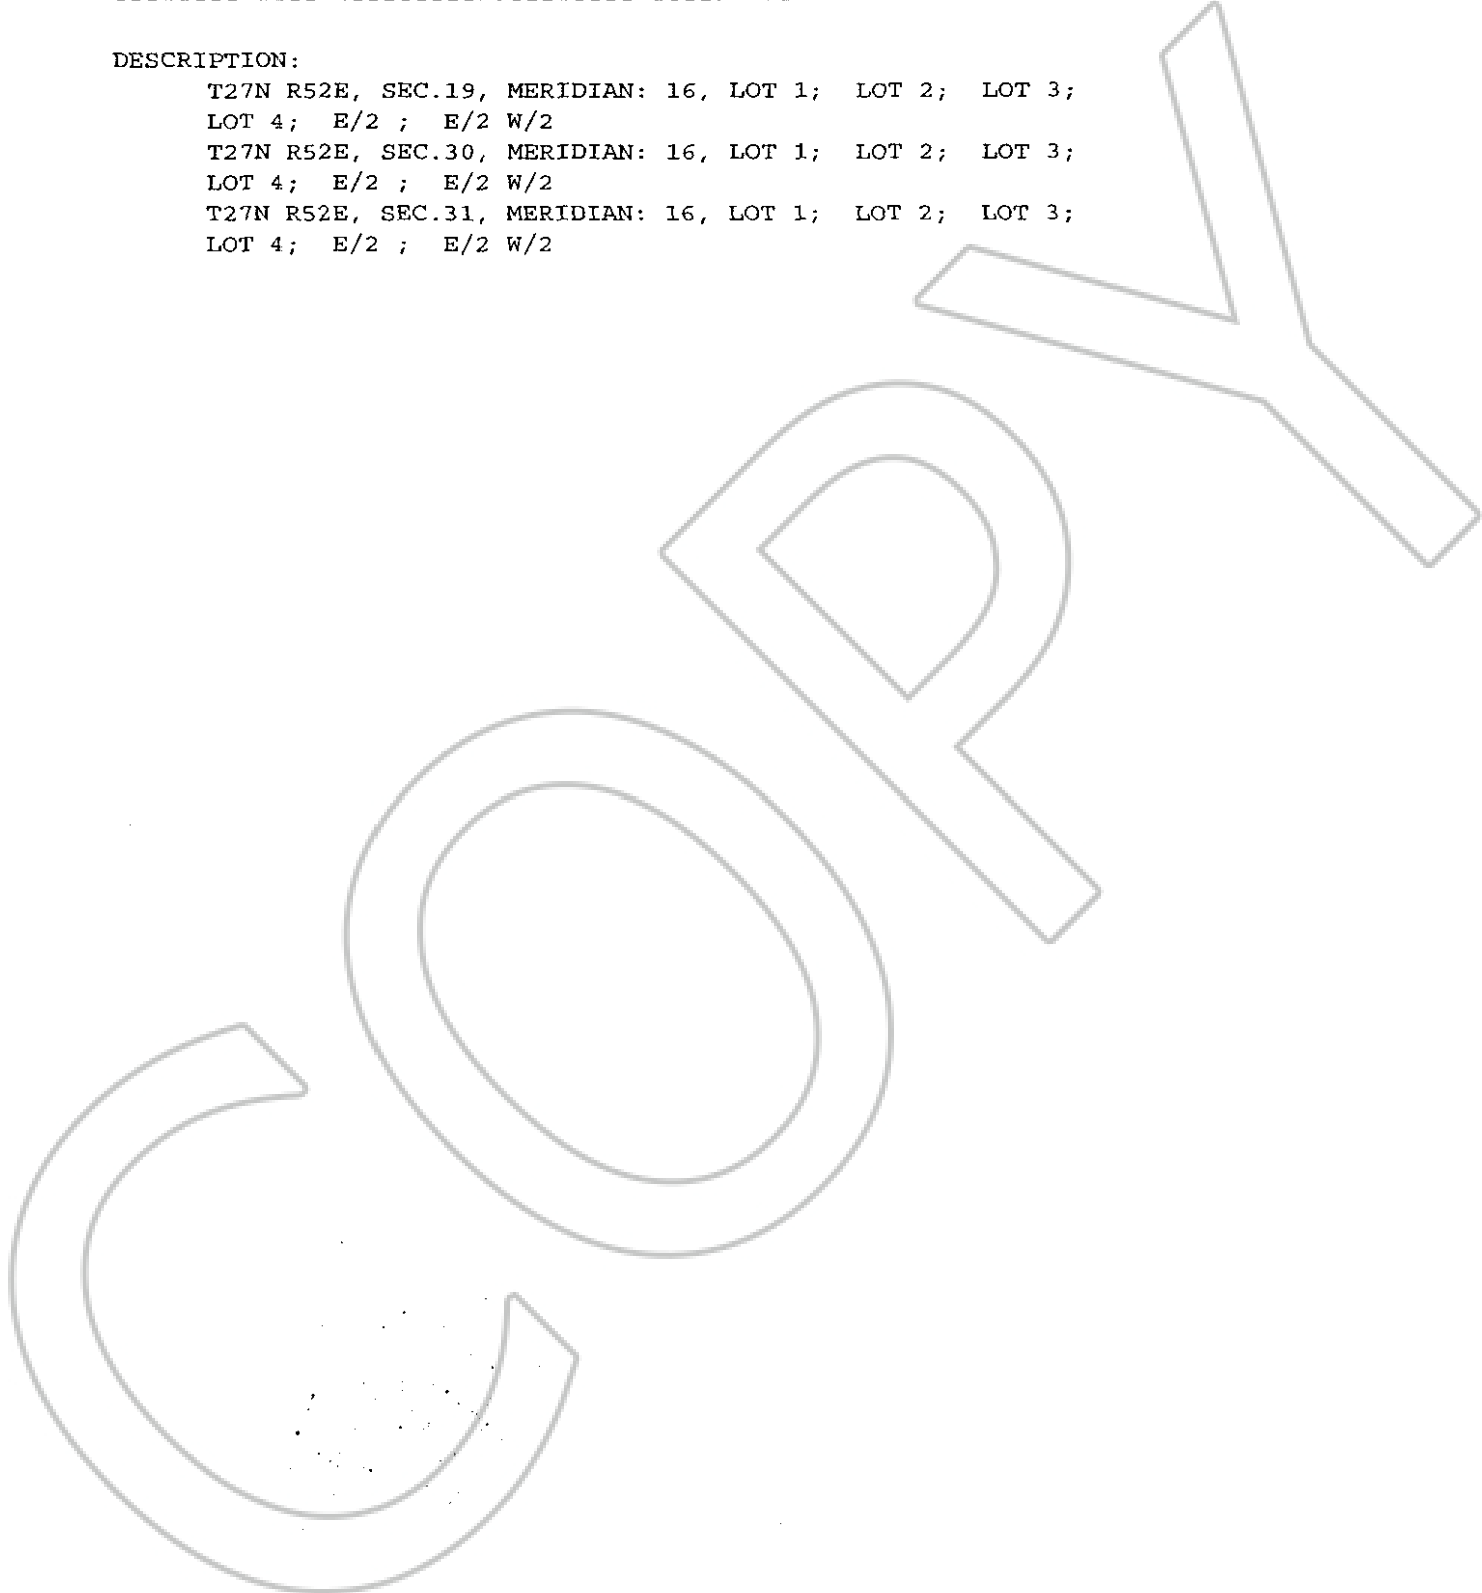 DESCRIPTION:
T27N R52E, SEC.19, MERIDIAN: 16, LOT 1; LOT 2; LOT 3;
LOT 4; E/2 ; E/2 W/2
T27N R52E, SEC.30, MERIDIAN: 16, LOT 1; LOT 2; LOT 3;
LOT 4; E/2 ; E/2 W/2
T27N R52E, SEC.31, MERIDIAN: 16, LOT 1; LOT 2; LOT 3;
LOT 4; E/2 ; E/2 W/2
COPY